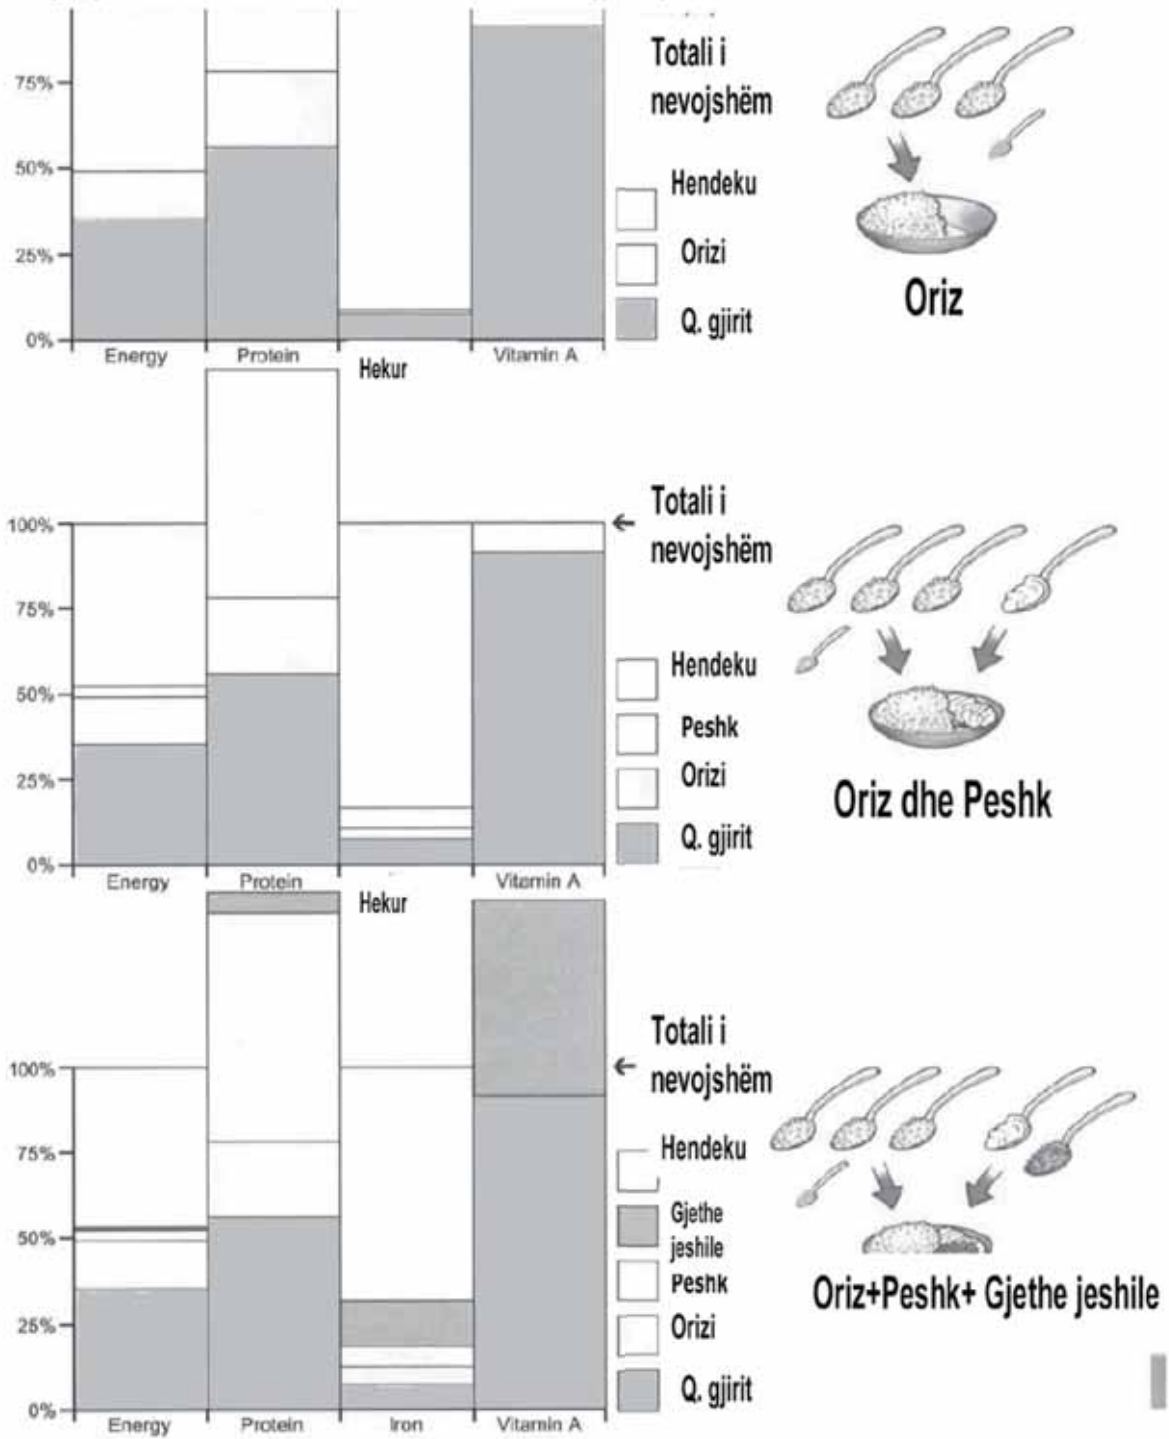 Totali i
nevojshëm
75%
50%
25%
0%
Hendeku
Orizi
Q. gjirit
Oriz
Energy
Protein
Hekur
Vitamin A
Totali i
nevojshëm
100%
75%
50%
25%
0%
Hendeku
Peshk
Orizi
Q. gjirit
Oriz dhe Peshk
Energy
Protein
Hekur
Vitamin A
Totali i
nevojshëm
100%
75%
50%
25%
0%
Hendeku
Gjethe
jeshile
Peshk
Orizi
Q. gjirit
Oriz+Peshk+ Gjethe jeshile
Energy
Protein
Iron
Vitamin A